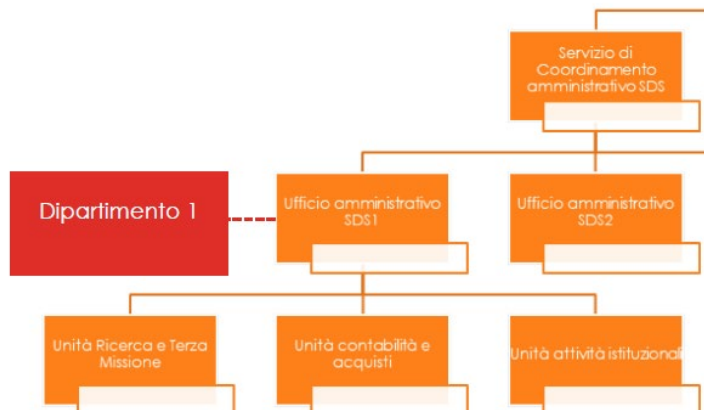 Servizio di
Coordinamento
amministrativo SDS
Dipartimento 1
Ufficio amministrativo
SDS1
Ufficio amministrativo
SDS2
Unità Ricerca e Terza
Missione
Unità contabilità e
acquisti
Unità attività istituzionali